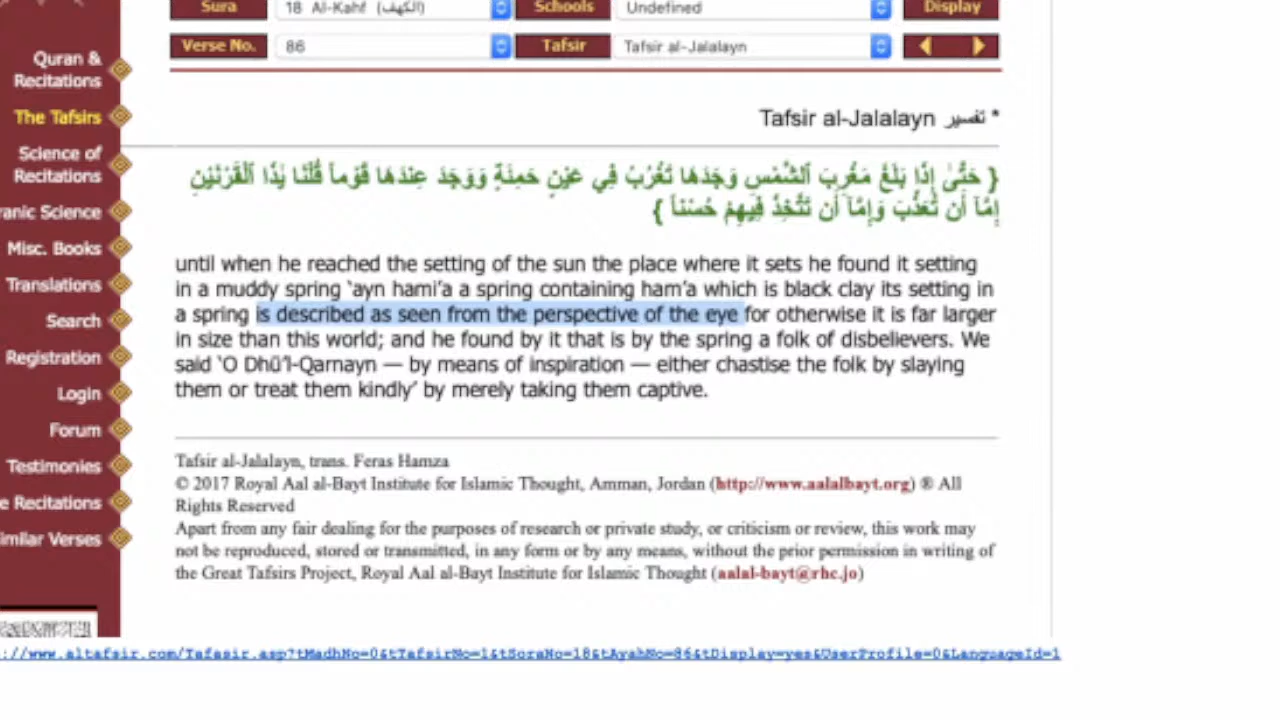 Sura 18 Al-Kahf (الكهف) Schools Undefined Display
Verse No. 86 Tafsir Tafsir al-Jalalayn
Quran &
Recitations
The Tafsirs
Science of
Recitations
anic Science
Misc. Books
Translations
Search
Registration
Login
Forum
Testimonies
e Recitations
imilar Verses
* تفسير Tafsir al-Jalalayn
{ حَتَّىٰ إِذَا بَلَغَ مَغْرِبَ ٱلشَّمْسِ وَجَدَهَا تَغْرُبُ فِي عَيْنٍ حَمِئَةٍ وَوَجَدَ عِندَهَا قَوْماً قُلْنَا يٰذَا ٱلْقَرْنَيْنِ
إِمَّآ أَن تُعَذِّبَ وَإِمَّآ أَن تَتَّخِذَ فِيهِمْ حُسْناً }
until when he reached the setting of the sun the place where it sets he found it setting
in a muddy spring ‘ayn hami’a a spring containing ham’a which is black clay its setting in
a spring is described as seen from the perspective of the eye for otherwise it is far larger
in size than this world; and he found by it that is by the spring a folk of disbelievers. We
said ‘O Dhū’l-Qarnayn — by means of inspiration — either chastise the folk by slaying
them or treat them kindly’ by merely taking them captive.
Tafsir al-Jalalayn, trans. Feras Hamza
© 2017 Royal Aal al-Bayt Institute for Islamic Thought, Amman, Jordan (http://www.aalalbayt.org) ® All
Rights Reserved
Apart from any fair dealing for the purposes of research or private study, or criticism or review, this work may
not be reproduced, stored or transmitted, in any form or by any means, without the prior permission in writing of
the Great Tafsirs Project, Royal Aal al-Bayt Institute for Islamic Thought (aalal-bayt@rhc.jo)
://www.altafsir.com/Tafasir.asp?tMadhNo=0&tTafsirNo=1&tSoraNo=18&tAyahNo=86&tDisplay=yes&UserProfile=0&LanguageId=1